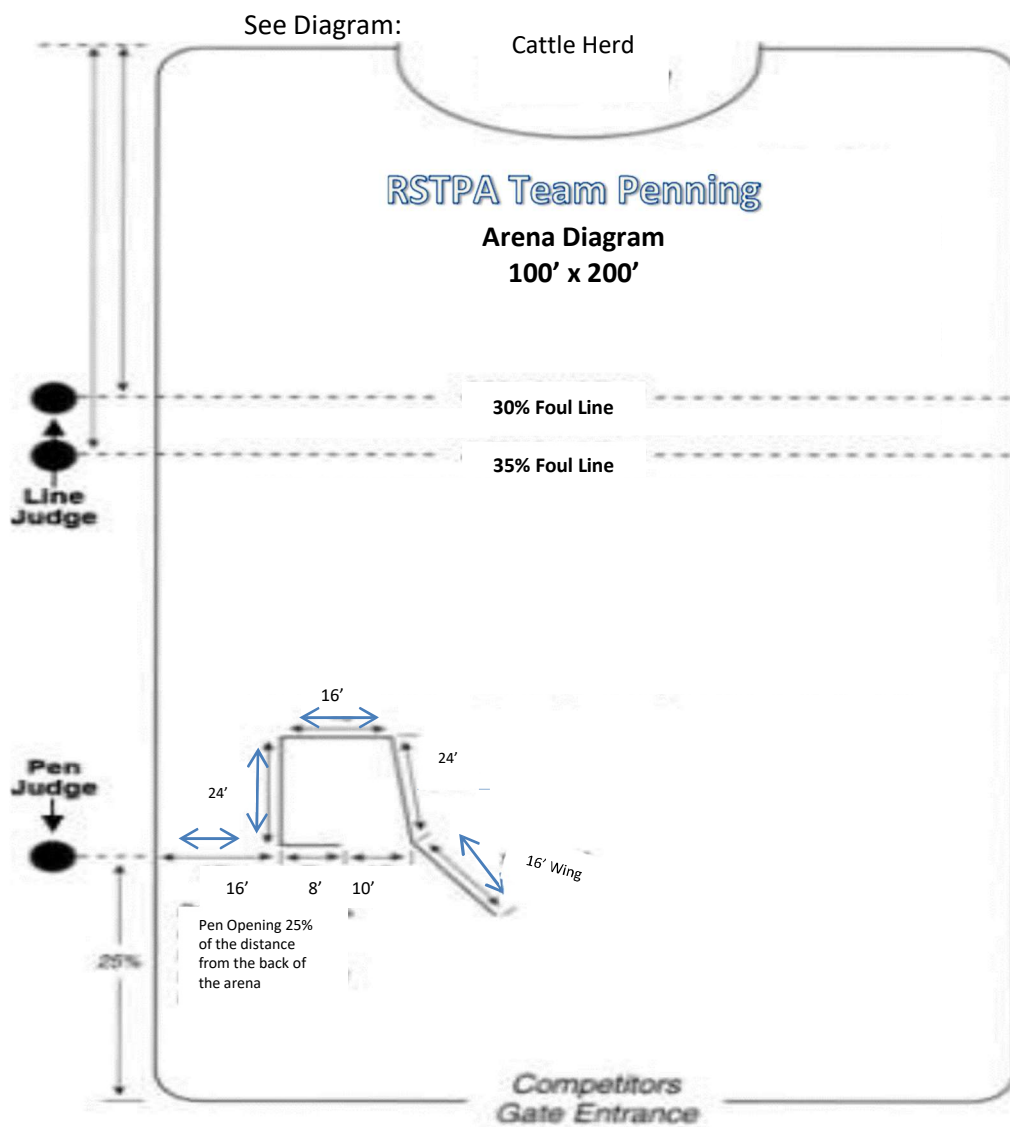 See Diagram:
Cattle Herd
RSTPA Team Penning
Arena Diagram
100’ x 200’
30% Foul Line
35% Foul Line
Line
Judge
16’
24’
Pen
Judge
24’
16’ Wing
16’
8’
10’
Pen Opening 25%
of the distance
from the back of
the arena
25%
Competitors
Gate Entrance